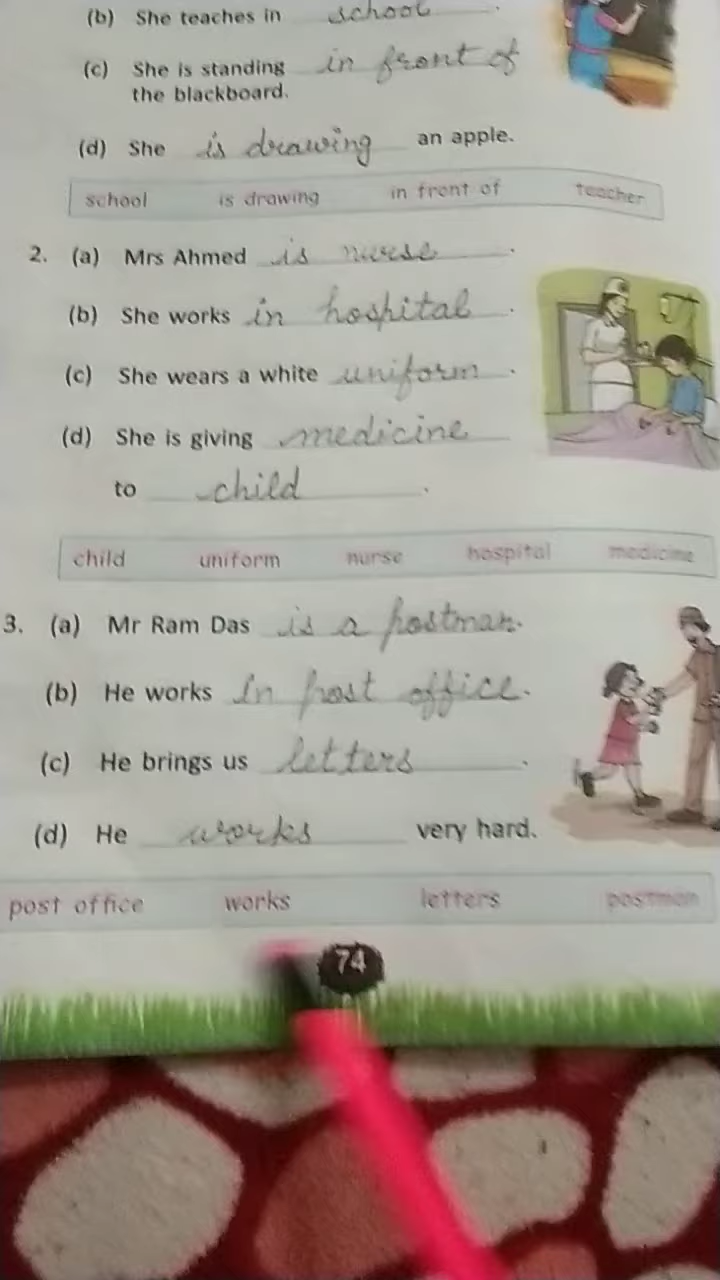 (b) She teaches in school.
(c) She is standing in front of
the blackboard.
(d) She is drawing an apple.
school is drawing in front of teacher
2. (a) Mrs Ahmed is nurse.
(b) She works in hospital.
(c) She wears a white uniform.
(d) She is giving medicine
to child.
child uniform nurse hospital medicine
3. (a) Mr Ram Das is a postman.
(b) He works In post office.
(c) He brings us letters.
(d) He works very hard.
post office works letters postman
74